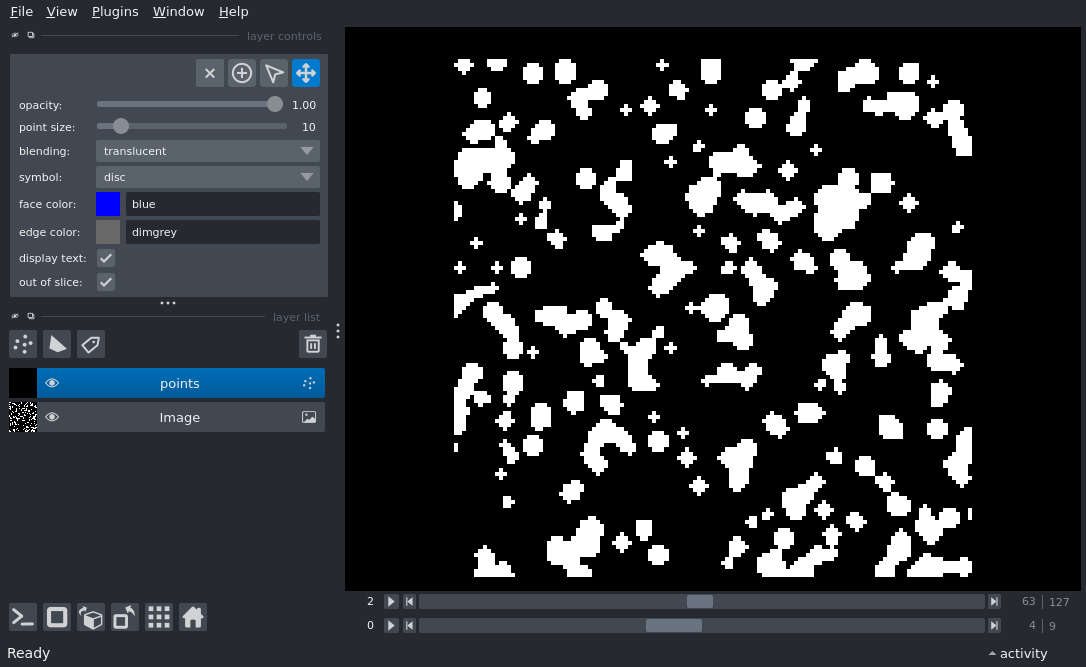 File View Plugins Window Help
layer controls
opacity: 1.00
point size: 10
blending: translucent
symbol: disc
face color: blue
edge color: dimgrey
display text:
out of slice:
layer list
points
Image
2 63 127
0 4 9
Ready activity